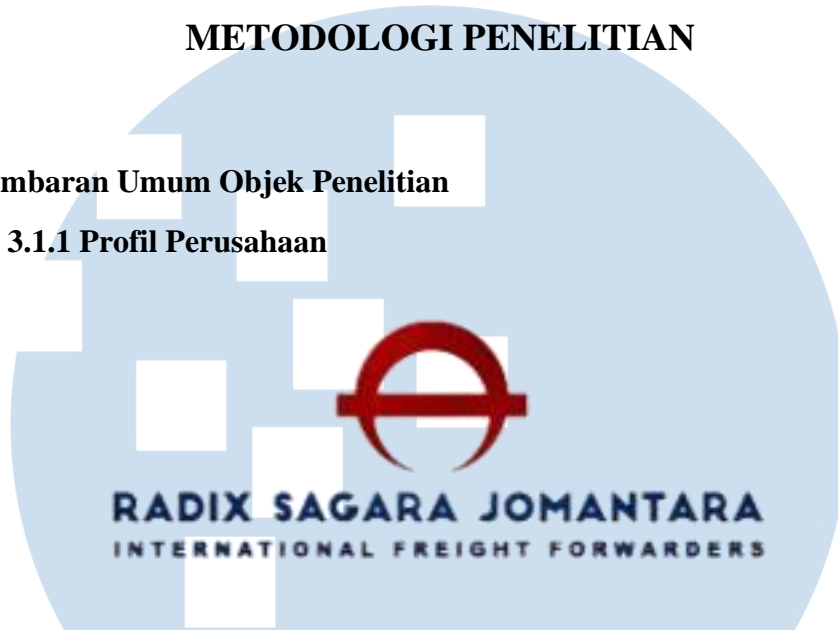 METODOLOGI PENELITIAN
mbaran Umum Objek Penelitian
3.1.1 Profil Perusahaan
RADIX SAGARA JOMANTARA
INTERNATIONAL FREIGHT FORWARDERS